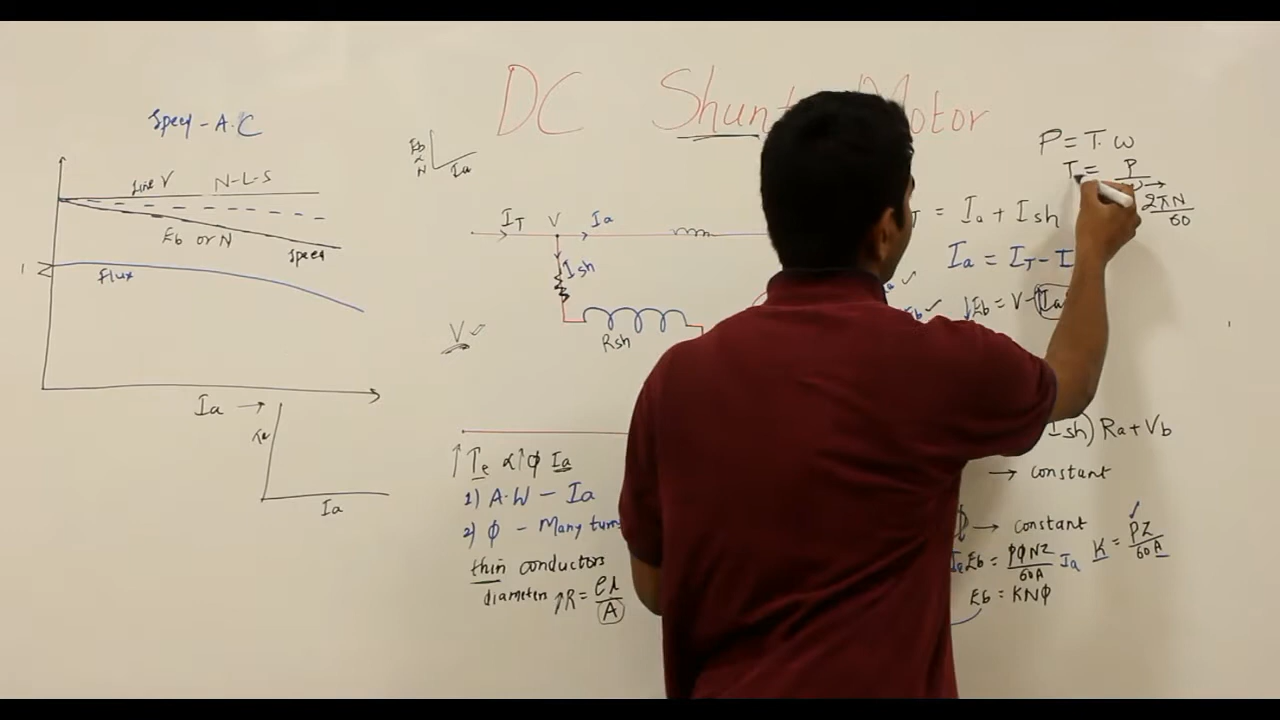 DC Shunt Motor
Speed - A.C
Line V N-L-S
Eb or N
Speed
Flux
Ia →
Te
Ia
Eb
α
N
Ia
IT V Ia
Ish
Rsh
V
↑Te α ↑ϕ Ia
1) A.W - Ia
2) ϕ - Many turn
thin conductors
diameter ↑R = ρl/A
P = T. ω
T = P/ω →
2πN/60
= Ia + Ish
Ia = IT - I
↓Eb = V - Ia
Ish) Ra + Vb
→ constant
ϕ → constant
Eb = PϕNZ/60A Ia K = PZ/60A
Eb = KNϕ